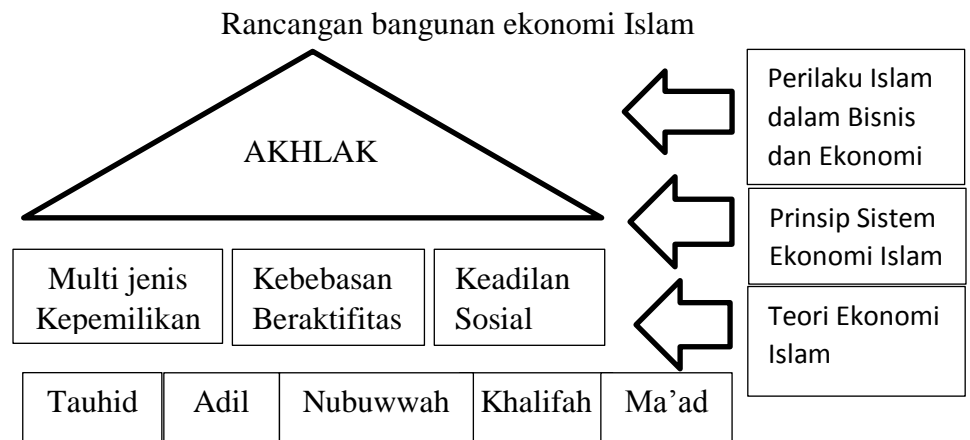 Rancangan bangunan ekonomi Islam
AKHLAK
Perilaku Islam
dalam Bisnis
dan Ekonomi
Prinsip Sistem
Ekonomi Islam
Multi jenis
Kepemilikan
Kebebasan
Beraktifitas
Keadilan
Sosial
Teori Ekonomi
Islam
Tauhid
Adil
Nubuwwah
Khalifah
Ma’ad